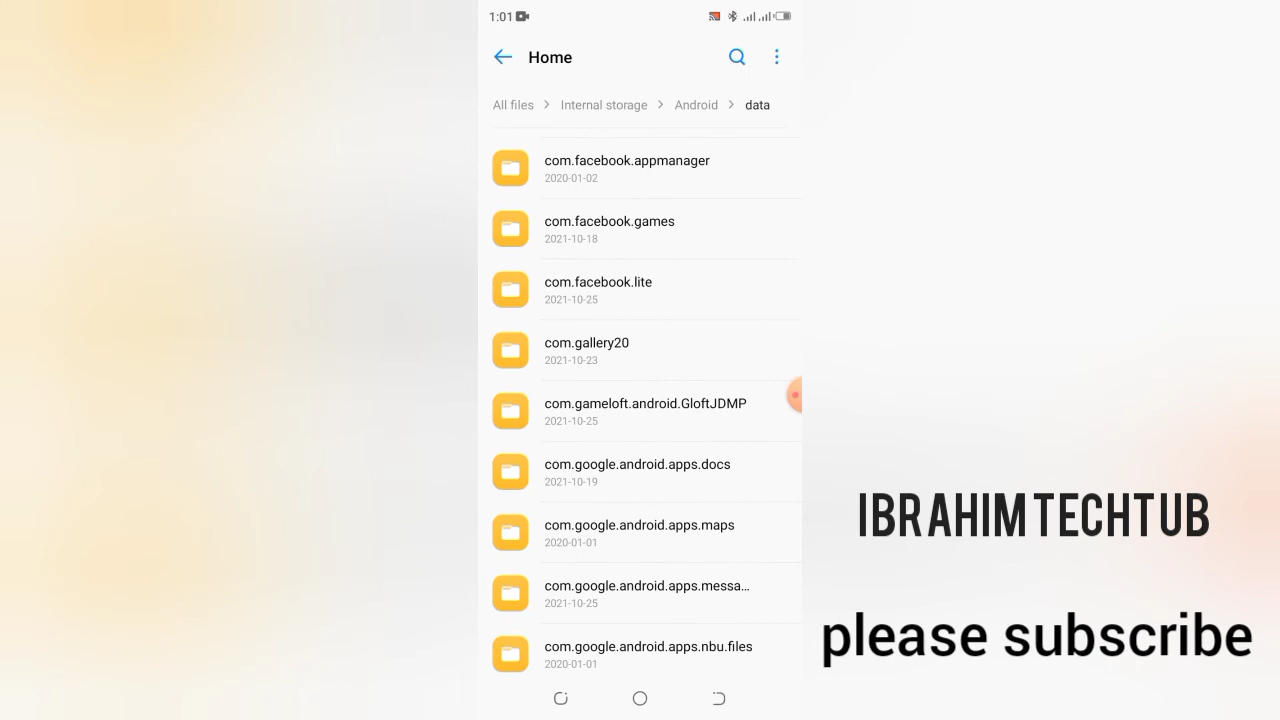 1:01
Home
All files > Internal storage > Android > data
com.facebook.appmanager
2020-01-02
com.facebook.games
2021-10-18
com.facebook.lite
2021-10-25
com.gallery20
2021-10-23
com.gameloft.android.GloftJDMP
2021-10-25
com.google.android.apps.docs
2021-10-19
com.google.android.apps.maps
2020-01-01
com.google.android.apps.messa...
2021-10-25
com.google.android.apps.nbu.files
2020-01-01
IBRAHIM TECHTUB
please subscribe